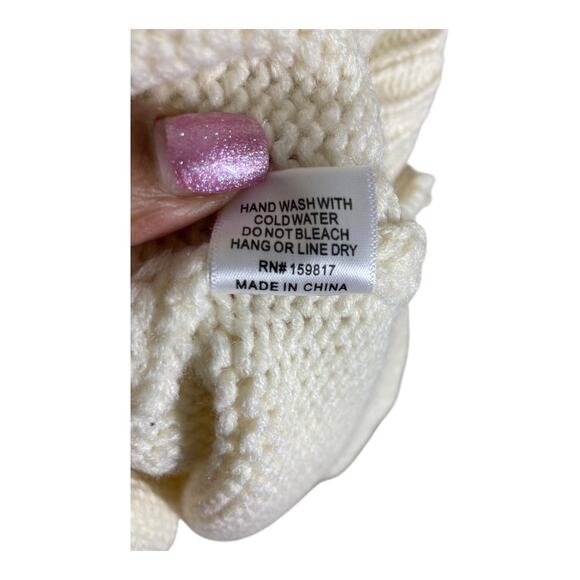 HAND WASH WITH
COLD WATER
DO NOT BLEACH
HANG OR LINE DRY
RN# 159817
MADE IN CHINA